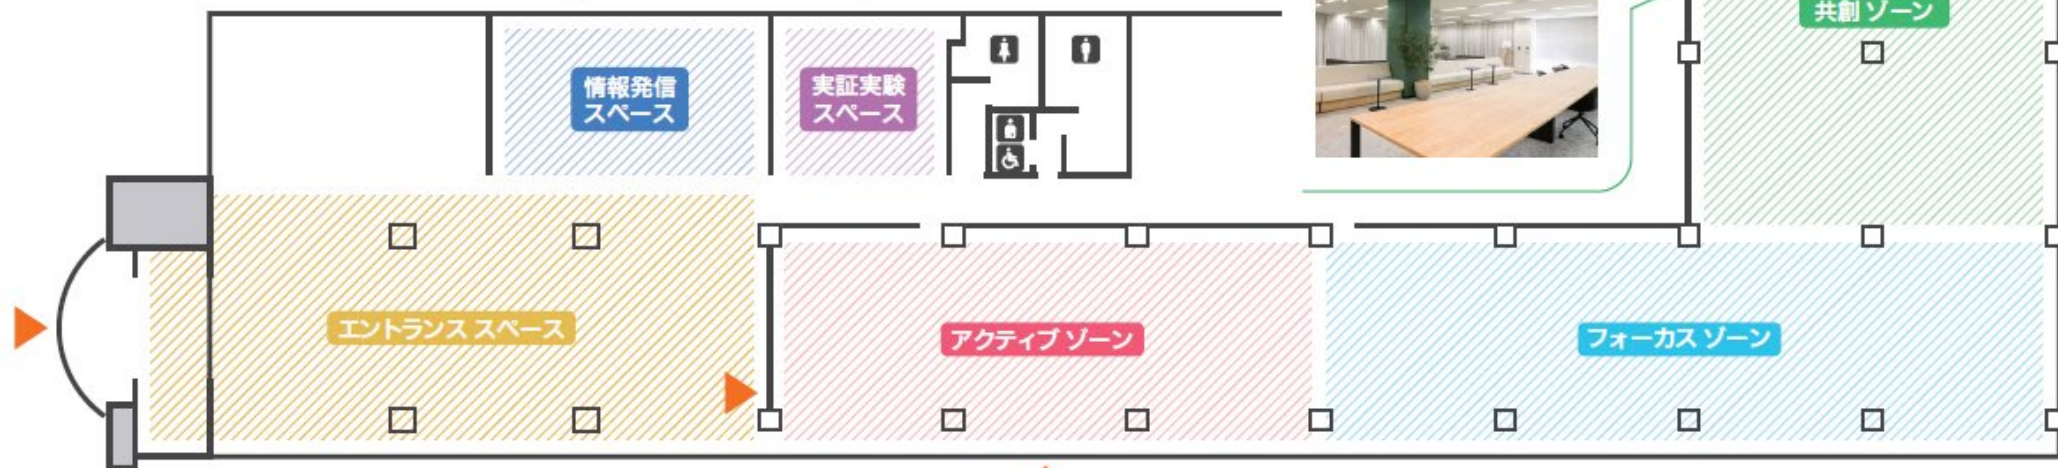 共創 ゾーン
情報発信
スペース
実証実験
スペース
エントランス スペース
アクティブ ゾーン
フォーカス ゾーン